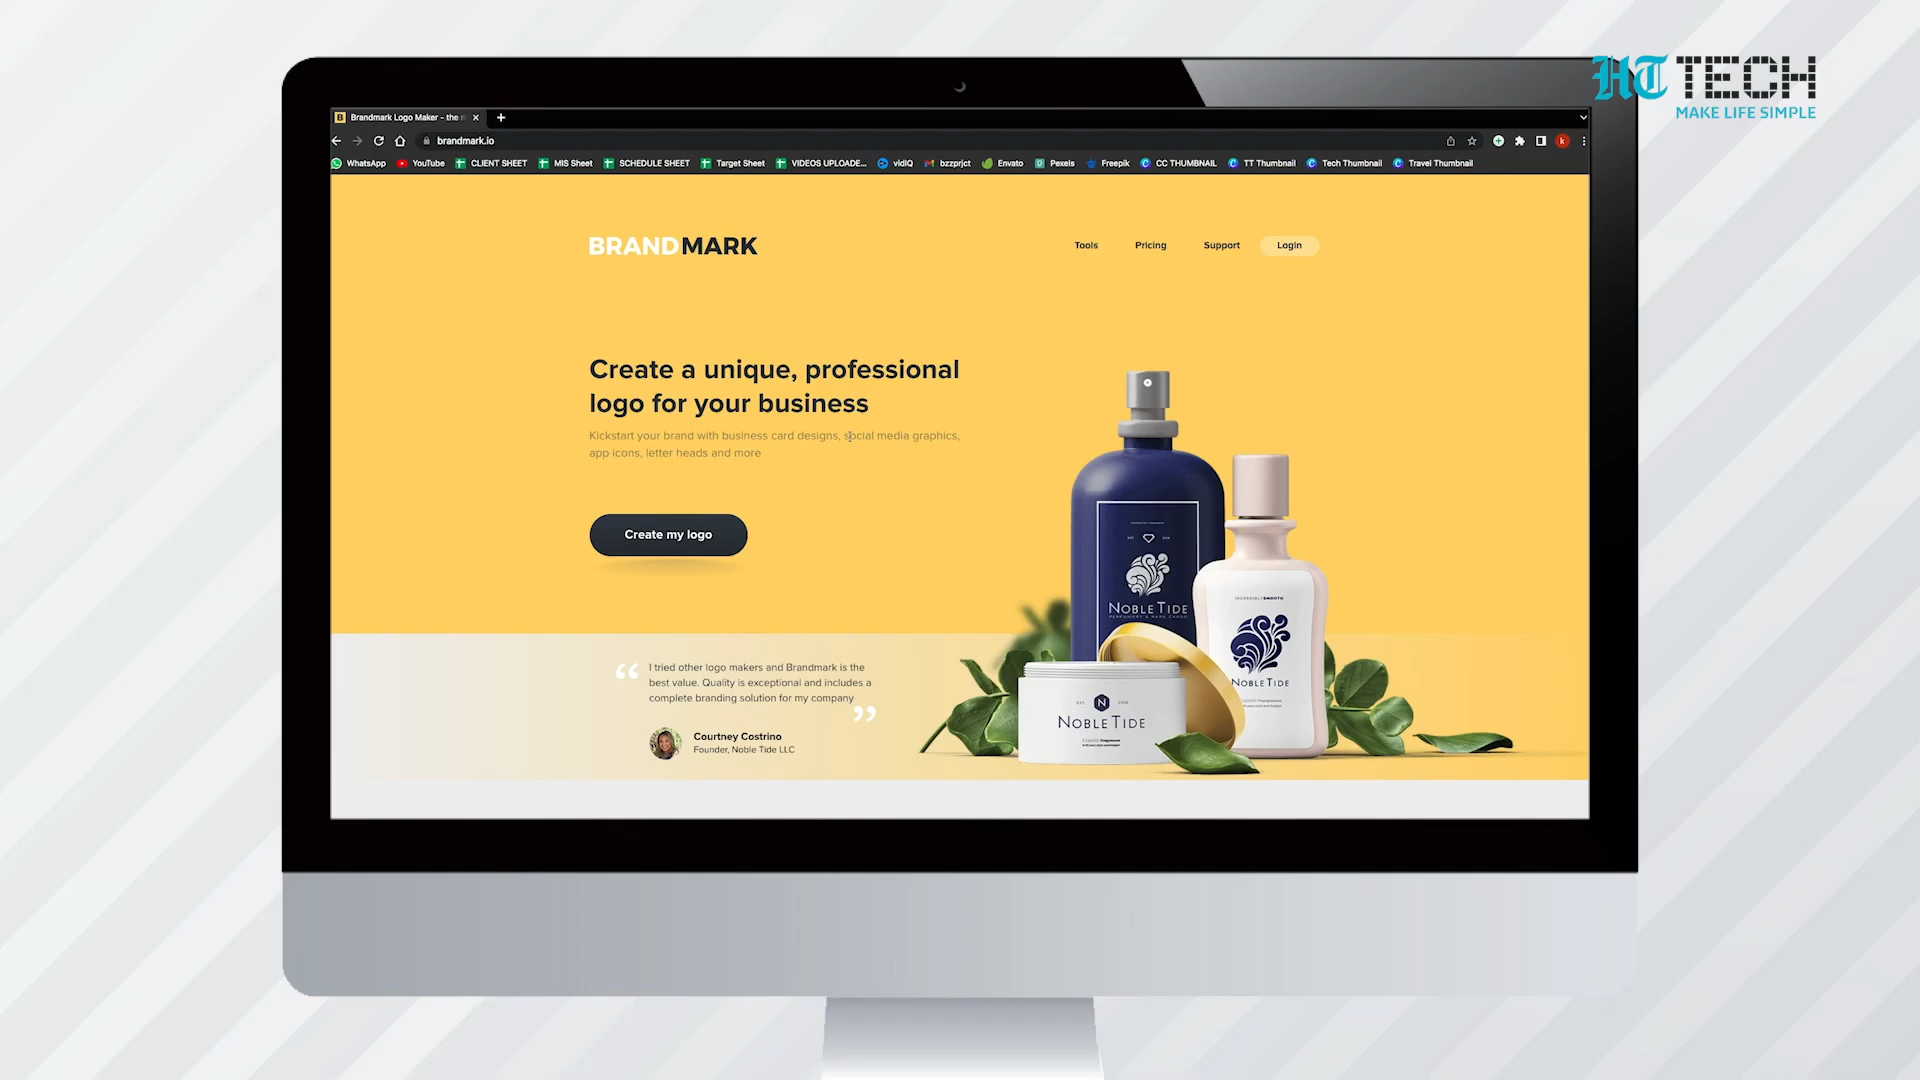 HT TECH
MAKE LIFE SIMPLE
B Brandmark Logo Maker - the
brandmark.io
k
WhatsApp YouTube CLIENT SHEET MIS Sheet SCHEDULE SHEET Target Sheet VIDEOS UPLOADE... vidIQ bzzprjct Envato Pexels Freepik CC THUMBNAIL TT Thumbnail Tech Thumbnail Travel Thumbnail
BRANDMARK
Tools Pricing Support Login
Create a unique, professional
logo for your business
Kickstart your brand with business card designs, social media graphics,
app icons, letter heads and more
Create my logo
NOBLE TIDE
INCREDIBLY SMOOTH
NOBLE TIDE
“ I tried other logo makers and Brandmark is the
best value. Quality is exceptional and includes a
complete branding solution for my company ”
Courtney Costrino
Founder, Noble Tide LLC
EST. N 2019
NOBLE TIDE